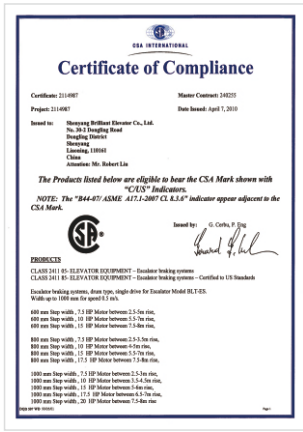 CSA INTERNATIONAL
Certificate of Compliance
Certificate: 2114987
Master Contract: 240251
Project: 2114987
Date Issued: April 7, 2010
Issued to: Shenyang Brilliant Elevator Co., Ltd.
No. 30-2 Dongling Road
Dongling District
Shenyang
Liaoning, 110161
China
Attention: Mr. Robert Liu
The Products listed below are eligible to bear the CSA Mark shown with
"C/US" Indicators.
NOTE: The "B44-07/ ASME A17.1-2007 Cl. 8.3.6" indicator appear adjacent to the
CSA Mark.
Issued by: G. Cerbu, P. Eng
PRODUCTS
CLASS 2411 03- ELEVATOR EQUIPMENT – Escalator braking systems
CLASS 2411 83- ELEVATOR EQUIPMENT – Escalator braking systems – Certified to US Standards
Escalator braking systems, drum type, single drive for Escalator Model BLT-ES.
Width up to 1000 mm for speed 0.5 m/s.
600 mm Step width , 7.5 HP Motor between 2.5-5m rise,
600 mm Step width , 10 HP Motor between 5.5-7m rise,
600 mm Step width , 15 HP Motor between 7.5-8m rise,
800 mm Step width , 7.5 HP Motor between 2.5-3.5m rise,
800 mm Step width , 10 HP Motor between 4-5m rise,
800 mm Step width , 15 HP Motor between 5.5-7m rise,
800 mm Step width , 17.5 HP Motor between 7.5-8m rise,
1000 mm Step width , 7.5 HP Motor between 2.5-3m rise,
1000 mm Step width , 10 HP Motor between 3.5-4.5m rise,
1000 mm Step width , 15 HP Motor between 5-6m rise,
1000 mm Step width , 17.5 HP Motor between 6.5-7m rise,
1000 mm Step width , 20 HP Motor between 7.5-8m rise